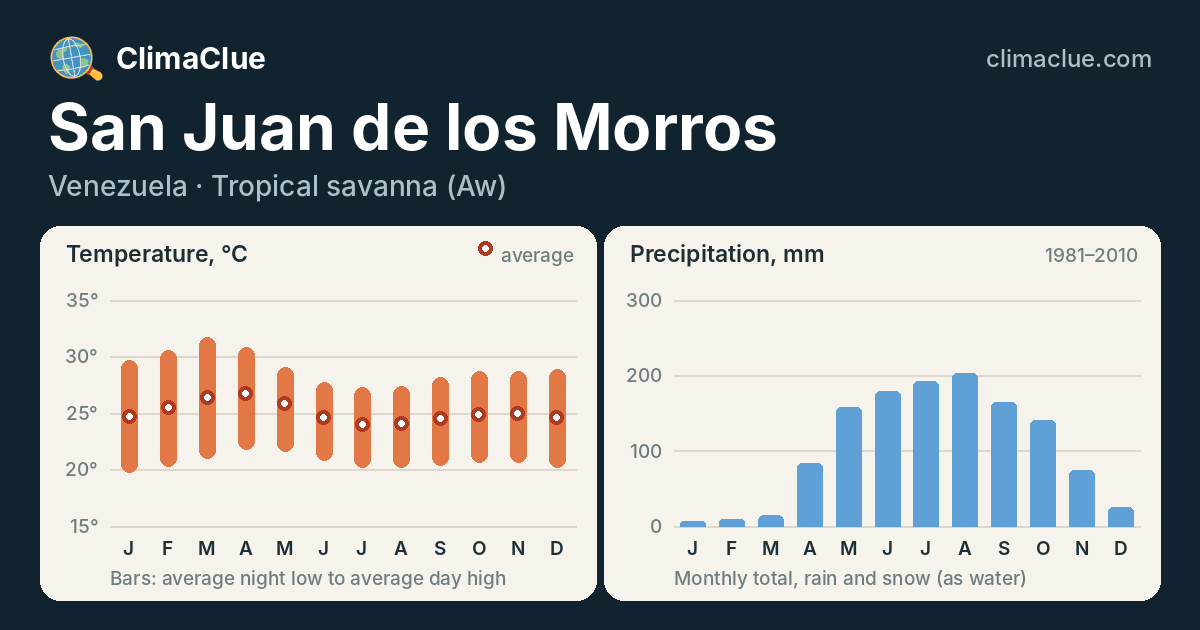 ClimaClue
climaclue.com
San Juan de los Morros
Venezuela · Tropical savanna (Aw)
Temperature, °C
average
35°
30°
25°
20°
15°
J F M A M J J A S O N D
Bars: average night low to average day high
Precipitation, mm
1981–2010
300
200
100
0
J F M A M J J A S O N D
Monthly total, rain and snow (as water)